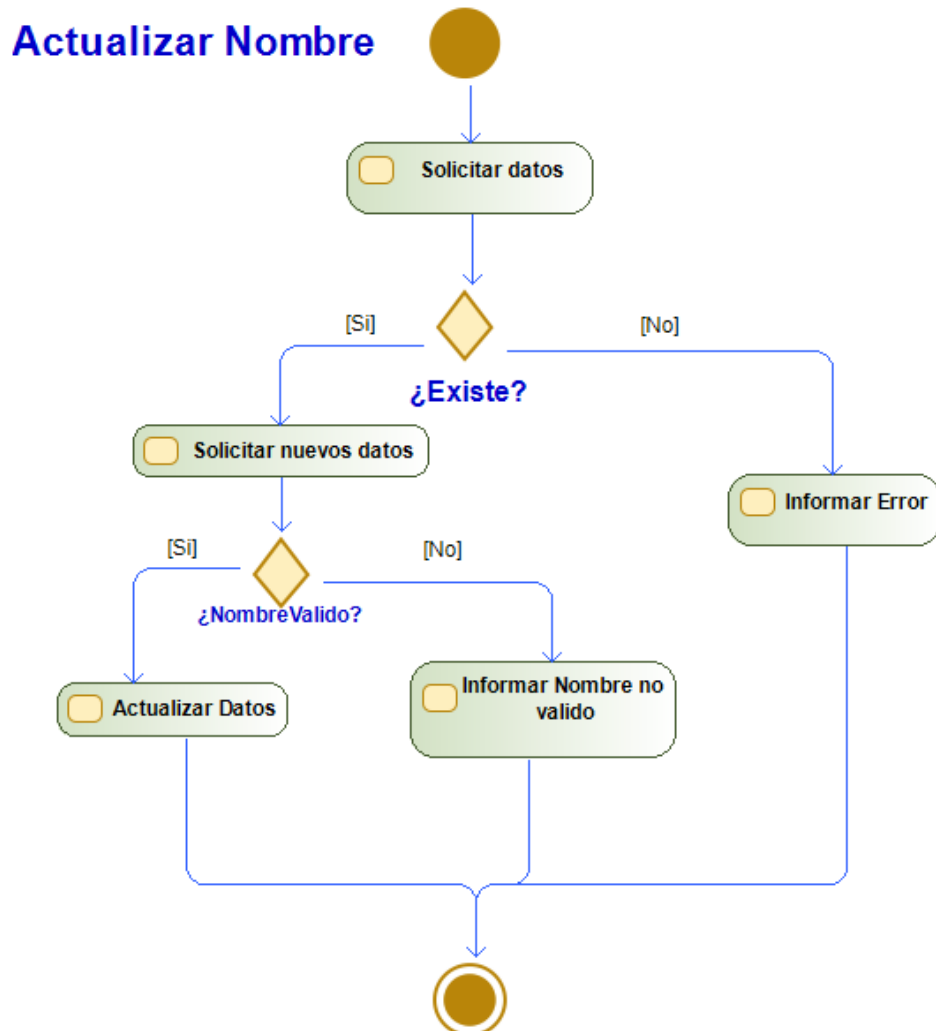 Actualizar Nombre
Solicitar datos
[Si]
[No]
¿Existe?
Solicitar nuevos datos
Informar Error
[Si]
[No]
¿NombreValido?
Actualizar Datos
Informar Nombre no
valido